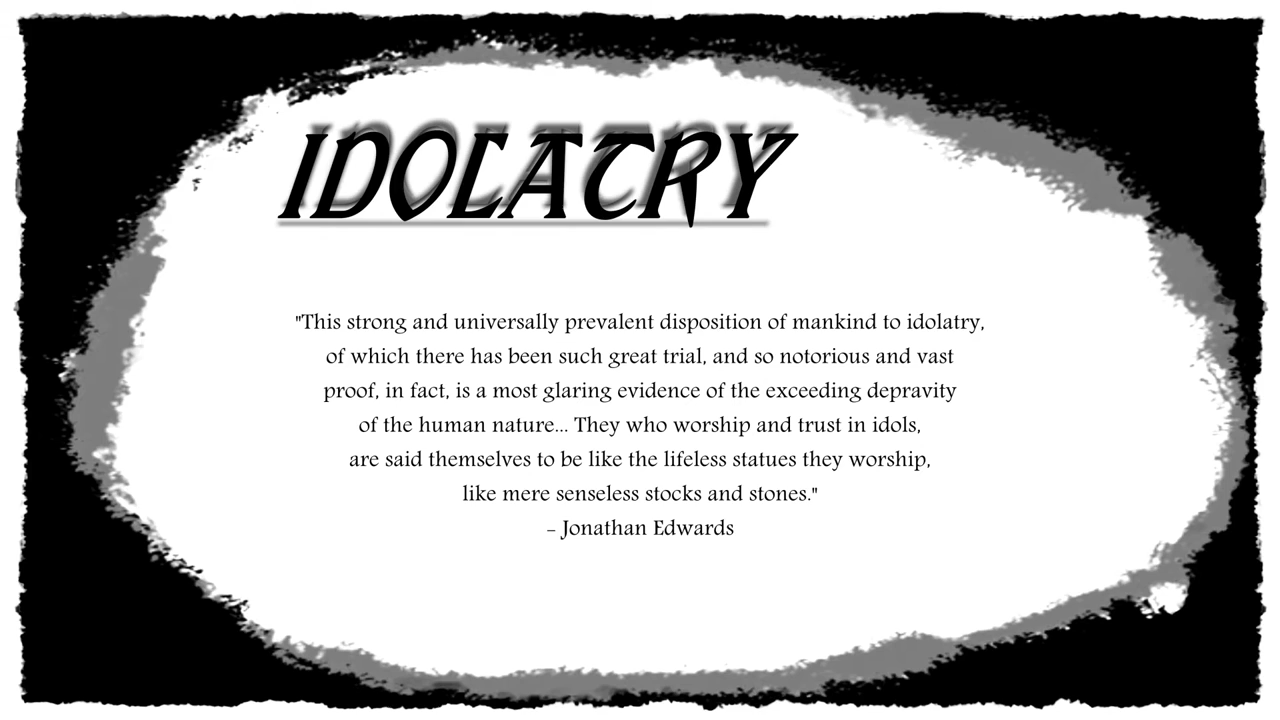 IDOLATRY
"This strong and universally prevalent disposition of mankind to idolatry,
of which there has been such great trial, and so notorious and vast
proof, in fact, is a most glaring evidence of the exceeding depravity
of the human nature... They who worship and trust in idols,
are said themselves to be like the lifeless statues they worship,
like mere senseless stocks and stones."
- Jonathan Edwards